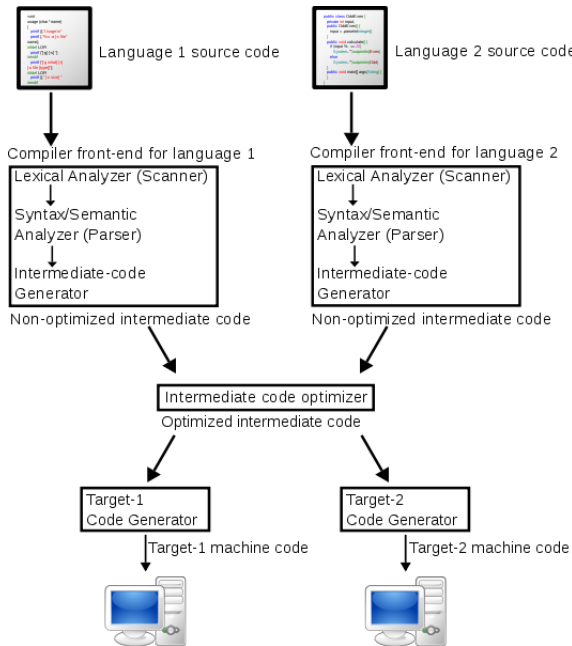 Language 1 source code
Language 2 source code
Compiler front-end for language 1
Lexical Analyzer (Scanner)
Syntax/Semantic
Analyzer (Parser)
Intermediate-code
Generator
Non-optimized intermediate code
Compiler front-end for language 2
Lexical Analyzer (Scanner)
Syntax/Semantic
Analyzer (Parser)
Intermediate-code
Generator
Non-optimized intermediate code
Intermediate code optimizer
Optimized intermediate code
Target-1
Code Generator
Target-1 machine code
Target-2
Code Generator
Target-2 machine code